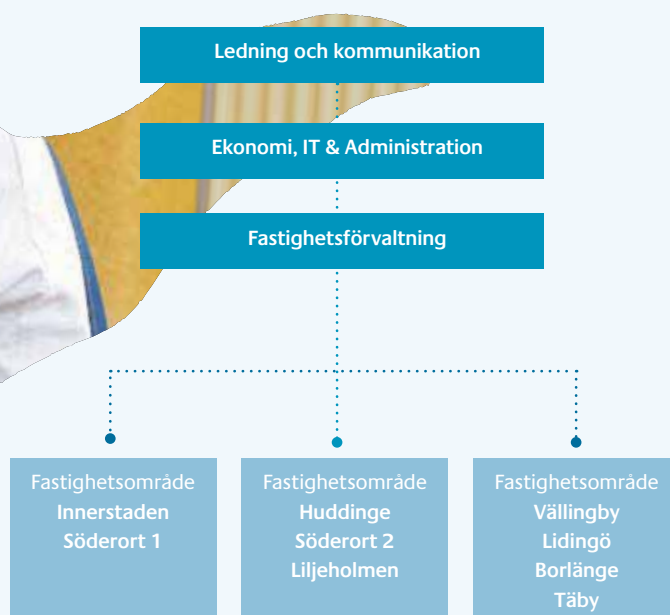 Ledning och kommunikation
Ekonomi, IT & Administration
Fastighetsförvaltning
Fastighetsområde
Innerstaden
Söderort 1
Fastighetsområde
Huddinge
Söderort 2
Liljeholmen
Fastighetsområde
Vällingby
Lidingö
Borlänge
Täby